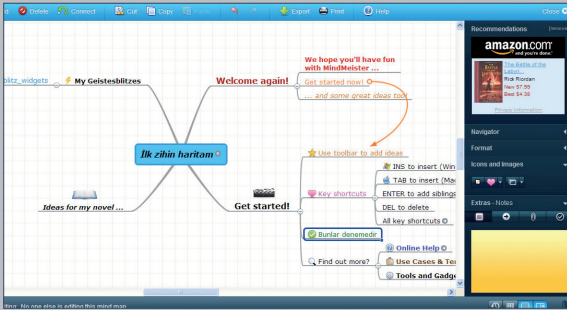 Delete Connect Cut Copy Export Print Help Close
Recommendations
amazon.com
and you're done.
The Battle of the
Labyri...
Rick Riordan
New $7.99
Best $4.38
Privacy Information
Navigator
Format
Icons and Images
Extras - Notes
blitz_widgets
My Geistesblitzes
Welcome again!
We hope you'll have fun
with MindMeister ...
Get started now!
... and some great ideas too!
İlk zihin haritam
Ideas for my novel ...
Get started!
Use toolbar to add ideas
Key shortcuts
INS to insert (Win
TAB to insert (Mac
ENTER to add siblings
DEL to delete
All key shortcuts
Bunlar denemedir
Find out more?
Online Help
Use Cases & Te
Tools and Gadge
No one else is editing this mind map